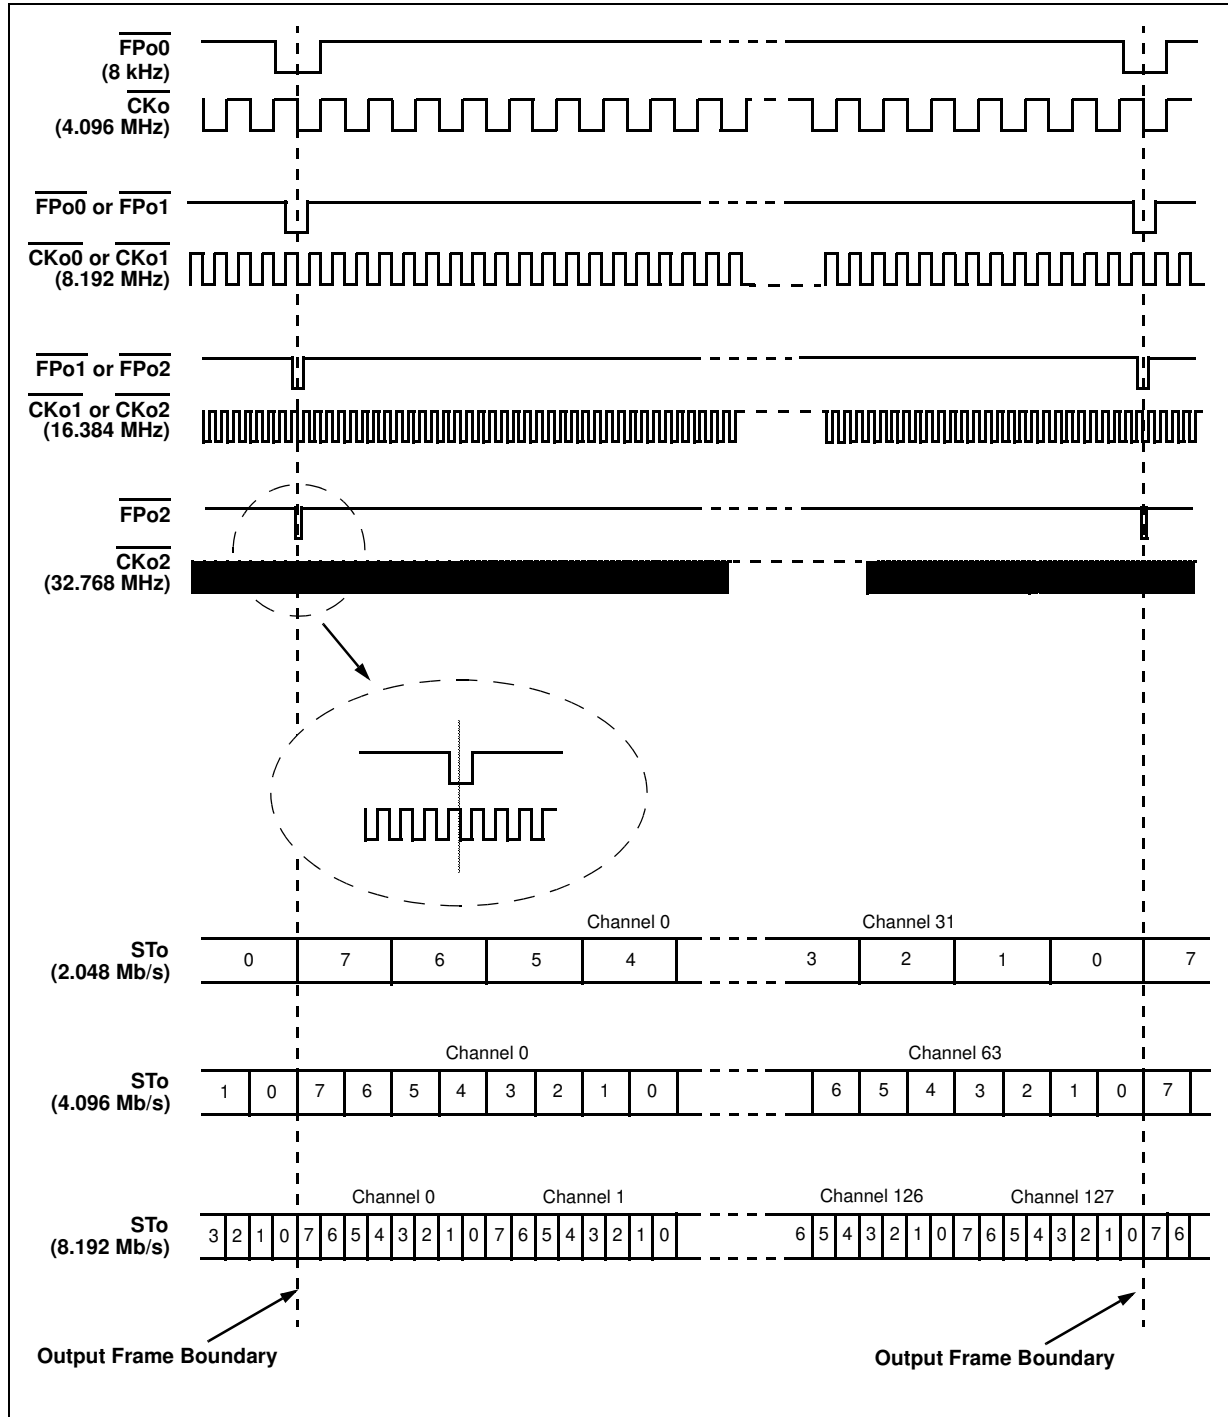 FPo0
(8 kHz)
CKo
(4.096 MHz)
FPo0 or FPo1
CKo0 or CKo1
(8.192 MHz)
FPo1 or FPo2
CKo1 or CKo2
(16.384 MHz)
FPo2
CKo2
(32.768 MHz)
Channel 0 Channel 31
STo
(2.048 Mb/s)
0 7 6 5 4 3 2 1 0 7
Channel 0 Channel 63
STo
(4.096 Mb/s)
1 0 7 6 5 4 3 2 1 0 6 5 4 3 2 1 0 7
Channel 0 Channel 1 Channel 126 Channel 127
STo
(8.192 Mb/s)
3 2 1 0 7 6 5 4 3 2 1 0 7 6 5 4 3 2 1 0 6 5 4 3 2 1 0 7 6 5 4 3 2 1 0 7 6
Output Frame Boundary
Output Frame Boundary